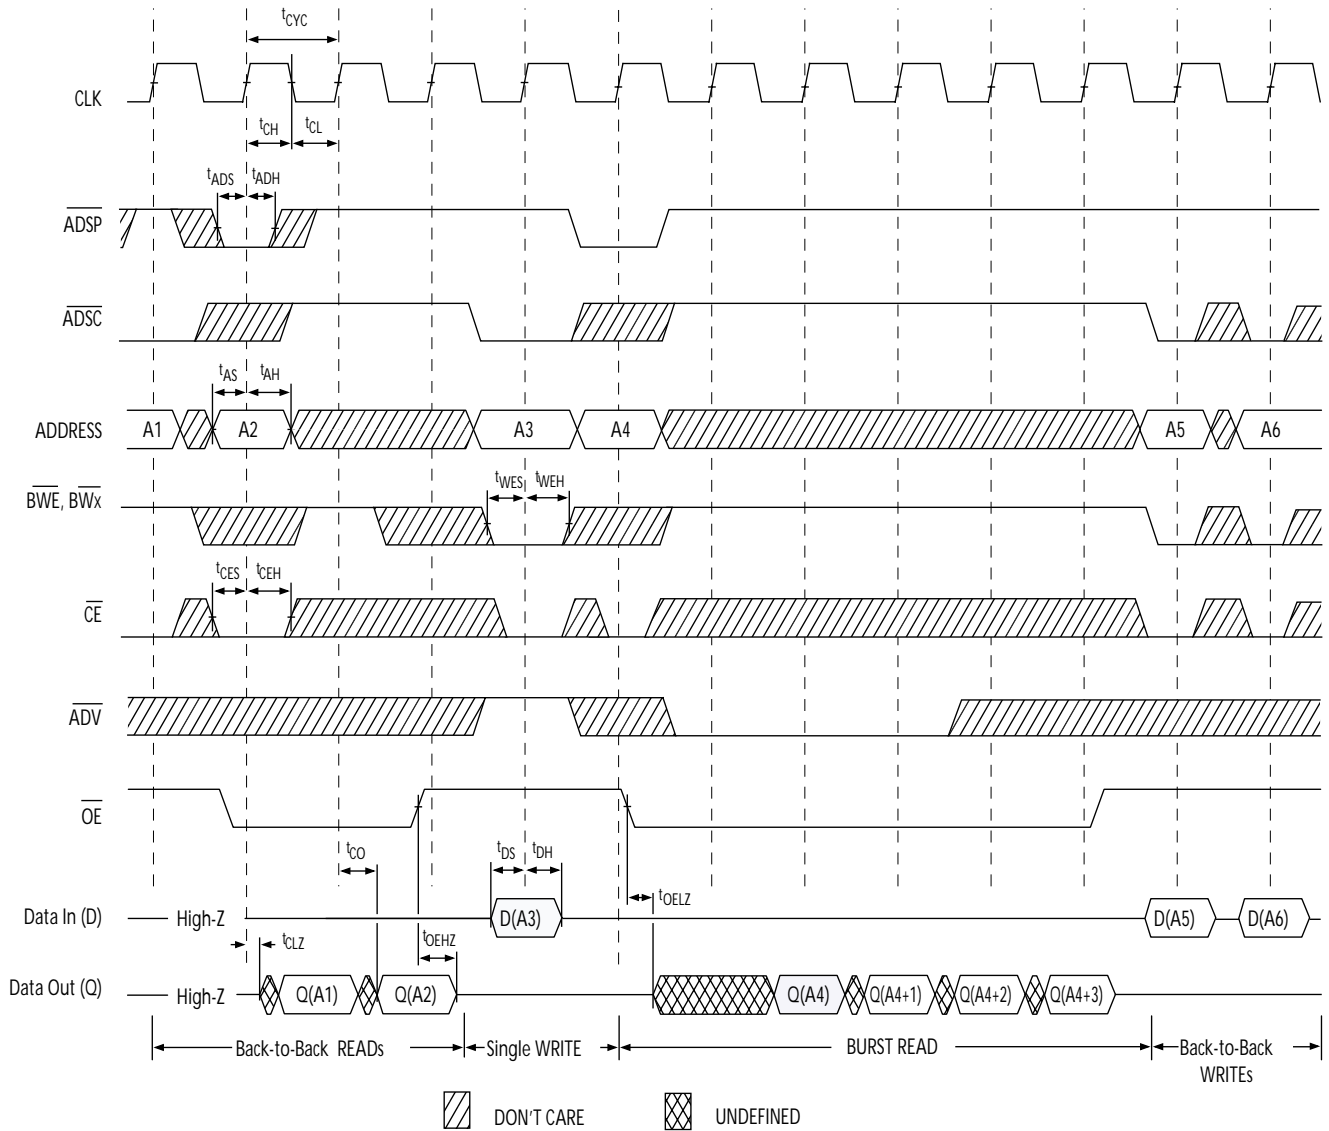 tCYC
CLK
tCH tCL
tADS tADH
ADSP
ADSC
tAS tAH
ADDRESS A1 A2 A3 A4 A5 A6
BWE, BWx tWES tWEH
tCES tCEH
CE
ADV
OE
tCO tDS tDH
tOELZ
Data In (D) High-Z D(A3) D(A5) D(A6)
tCLZ tOEHZ
Data Out (Q) High-Z Q(A1) Q(A2) Q(A4) Q(A4+1) Q(A4+2) Q(A4+3)
Back-to-Back READs Single WRITE BURST READ Back-to-Back
WRITEs
DON'T CARE UNDEFINED